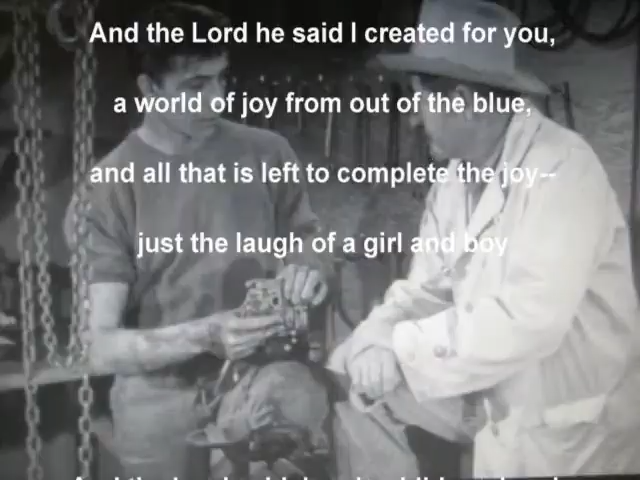 And the Lord he said I created for you,
a world of joy from out of the blue,
and all that is left to complete the joy--
just the laugh of a girl and boy